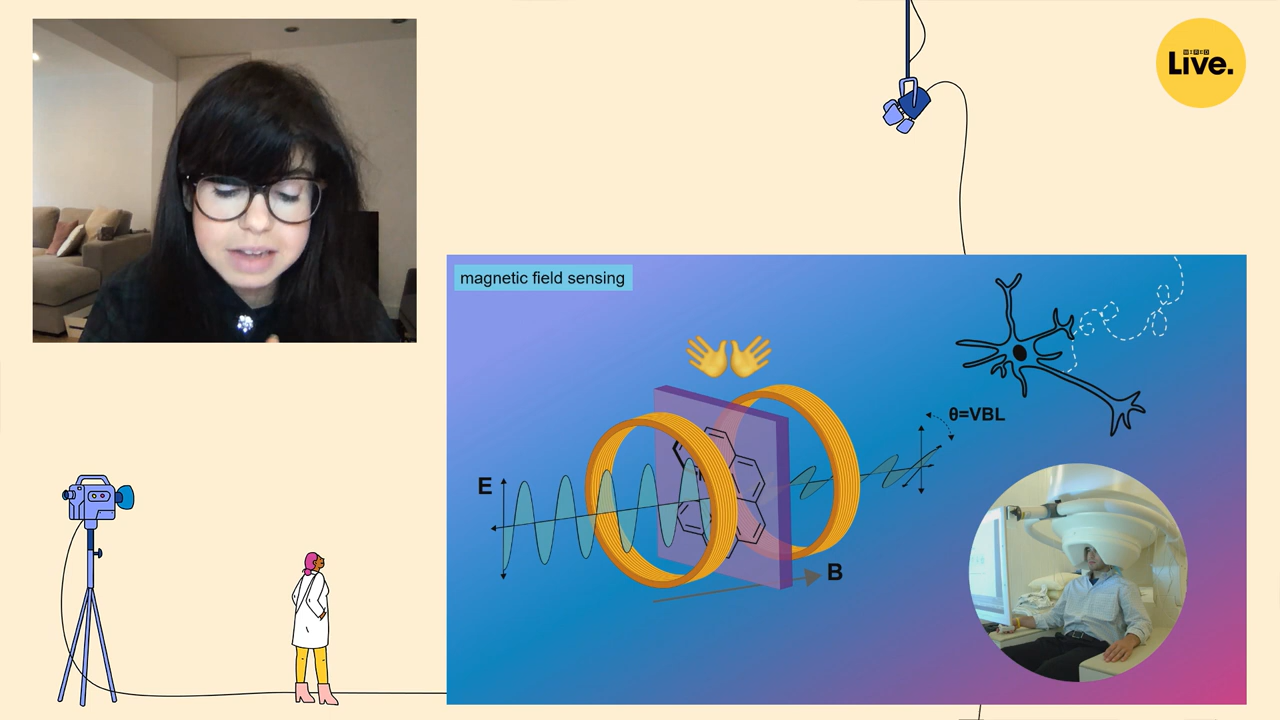 WIRED
Live.
magnetic field sensing
θ=VBL
E
B